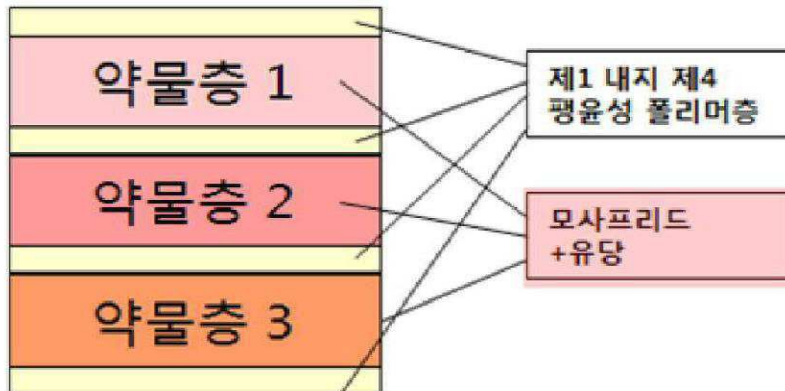 약물층 1
약물층 2
약물층 3
제1 내지 제4
팽윤성 폴리머층
모사프리드
+유당